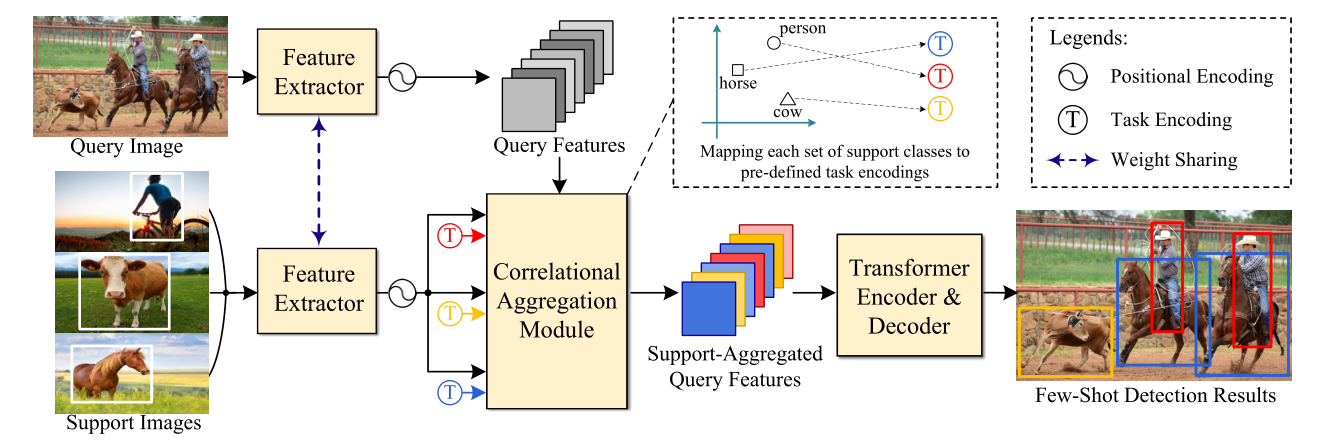 Query Image
Feature
Extractor
Query Features
person
horse
cow
T
T
T
Mapping each set of support classes to
pre-defined task encodings
Legends:
Positional Encoding
T Task Encoding
Weight Sharing
Support Images
Feature
Extractor
T
T
T
Correlational
Aggregation
Module
Support-Aggregated
Query Features
Transformer
Encoder &
Decoder
Few-Shot Detection Results